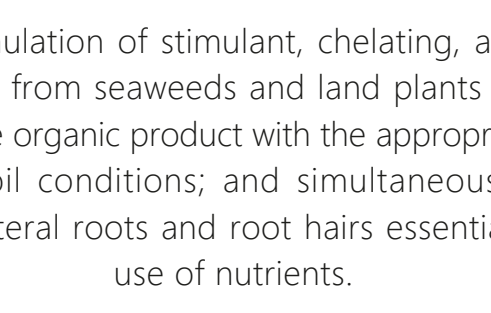 ulation of stimulant, chelating, a
from seaweeds and land plants
e organic product with the appropr
oil conditions; and simultaneous
teral roots and root hairs essentia
use of nutrients.